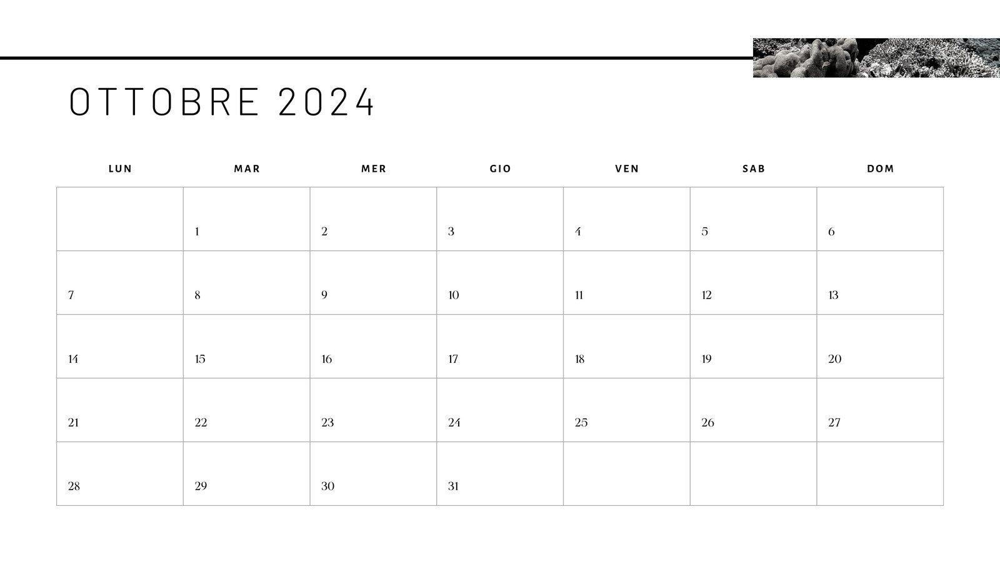 OTTOBRE 2024
LUN MAR MER GIO VEN SAB DOM
1 2 3 4 5 6
7 8 9 10 11 12 13
14 15 16 17 18 19 20
21 22 23 24 25 26 27
28 29 30 31